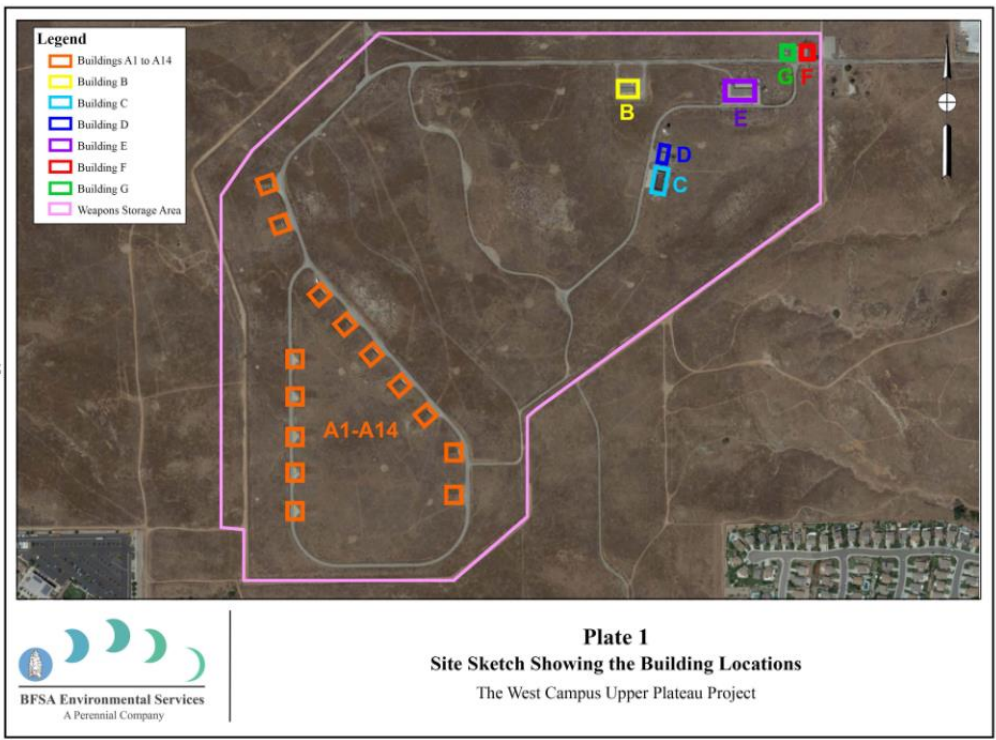 Legend
Buildings A1 to A14
Building B
Building C
Building D
Building E
Building F
Building G
Weapons Storage Area
G F
B
E
D
C
A1-A14
Plate 1
Site Sketch Showing the Building Locations
The West Campus Upper Plateau Project
BFSA Environmental Services
A Perennial Company